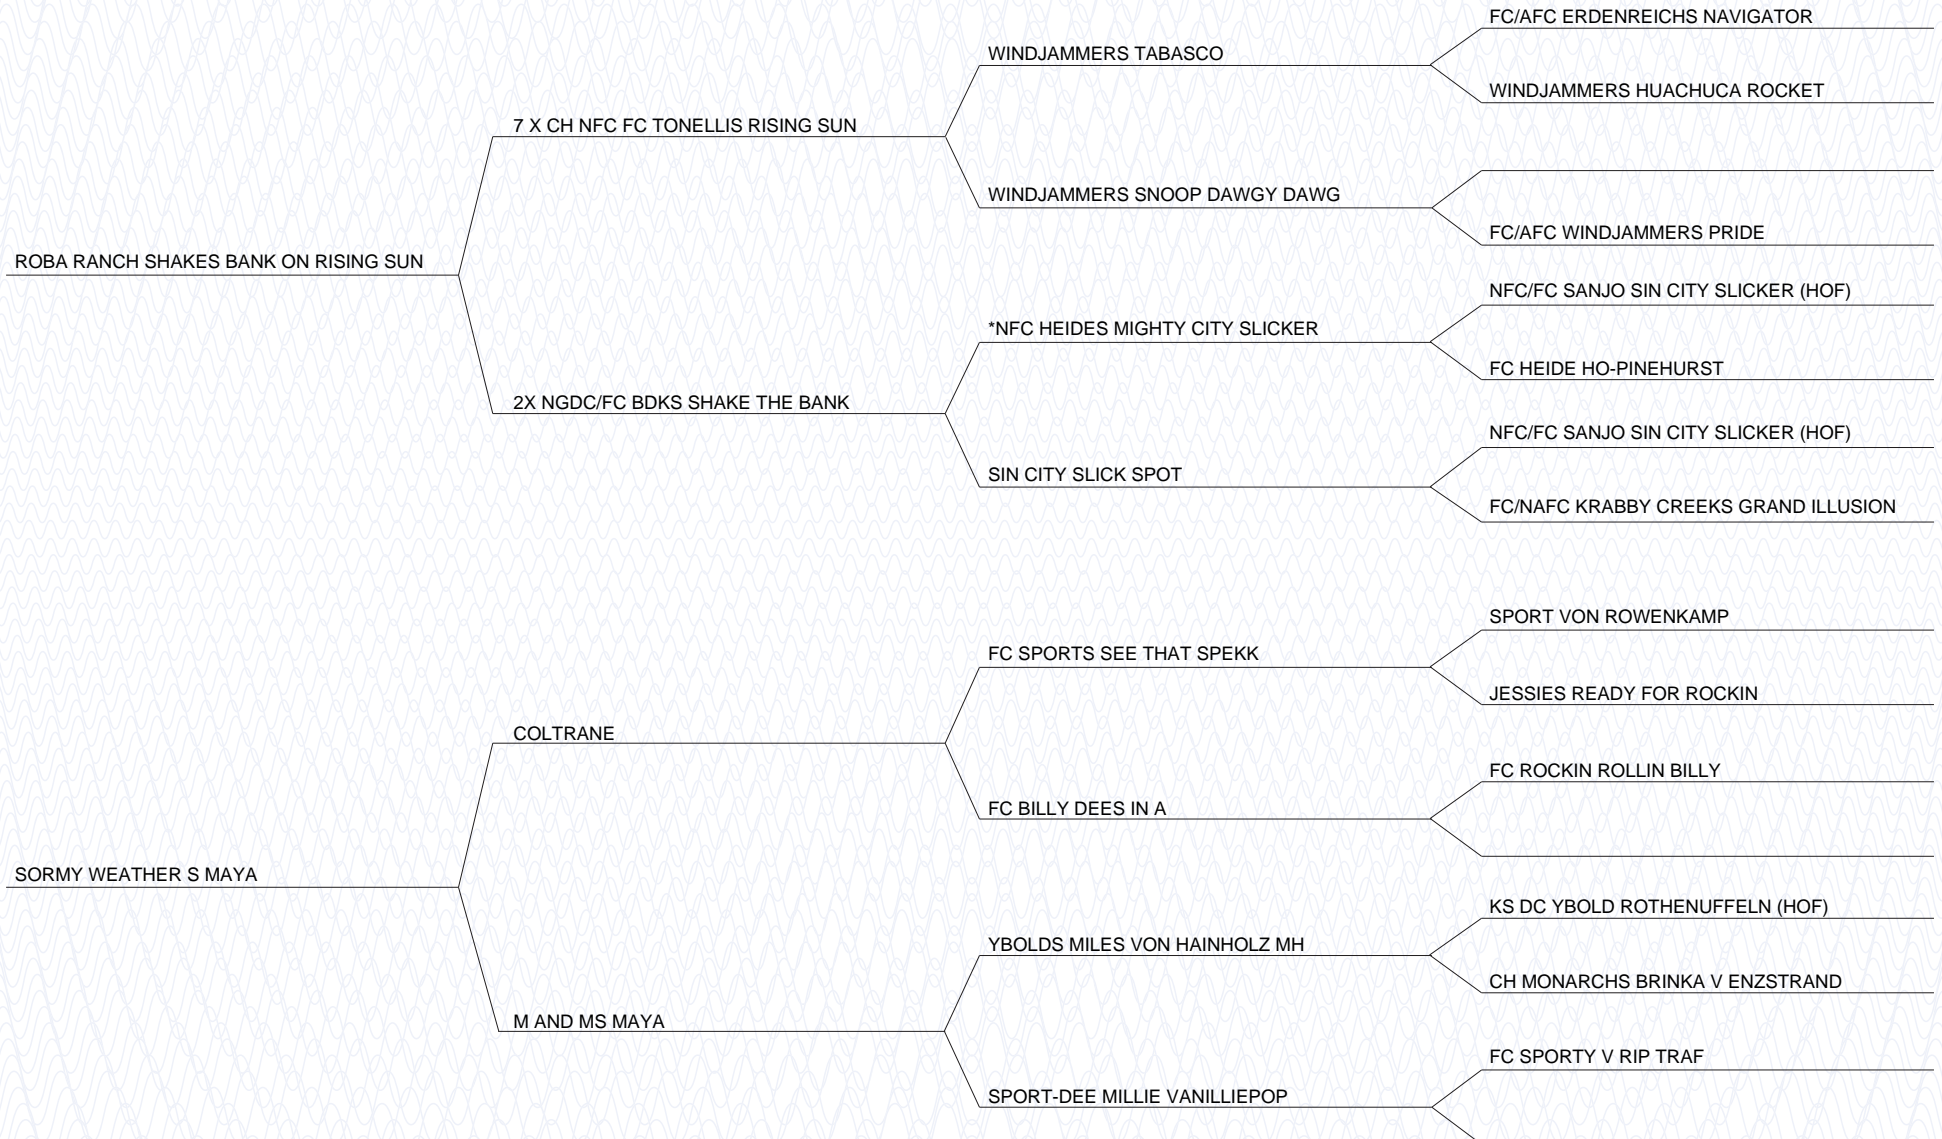 FC/AFC ERDENREICHS NAVIGATOR
WINDJAMMERS TABASCO
WINDJAMMERS HUACHUCA ROCKET
7 X CH NFC FC TONELLIS RISING SUN
WINDJAMMERS SNOOP DAWGY DAWG
FC/AFC WINDJAMMERS PRIDE
ROBA RANCH SHAKES BANK ON RISING SUN
NFC/FC SANJO SIN CITY SLICKER (HOF)
*NFC HEIDES MIGHTY CITY SLICKER
FC HEIDE HO-PINEHURST
2X NGDC/FC BDKS SHAKE THE BANK
NFC/FC SANJO SIN CITY SLICKER (HOF)
SIN CITY SLICK SPOT
FC/NAFC KRABBY CREEKS GRAND ILLUSION
SPORT VON ROWENKAMP
FC SPORTS SEE THAT SPEKK
JESSIES READY FOR ROCKIN
COLTRANE
FC ROCKIN ROLLIN BILLY
FC BILLY DEES IN A
SORMY WEATHER S MAYA
KS DC YBOLD ROTHENUFFELN (HOF)
YBOLDS MILES VON HAINHOLZ MH
CH MONARCHS BRINKA V ENZSTRAND
M AND MS MAYA
FC SPORTY V RIP TRAF
SPORT-DEE MILLIE VANILLIEPOP